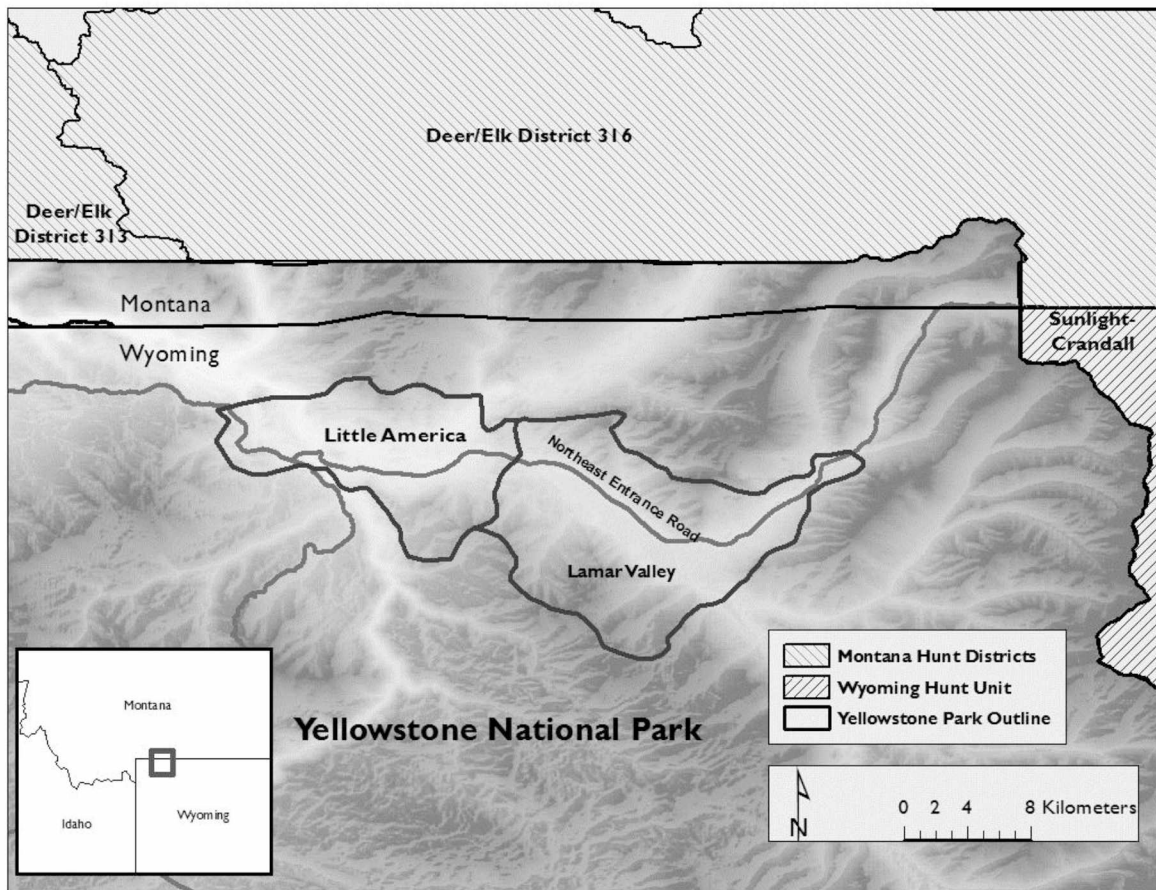 Deer/Elk District 316
Deer/Elk
District 313
Montana
Wyoming
Sunlight-
Crandall
Little America
Northeast Entrance Road
Lamar Valley
Yellowstone National Park
Montana
Idaho
Wyoming
Montana Hunt Districts
Wyoming Hunt Unit
Yellowstone Park Outline
N
0 2 4 8 Kilometers